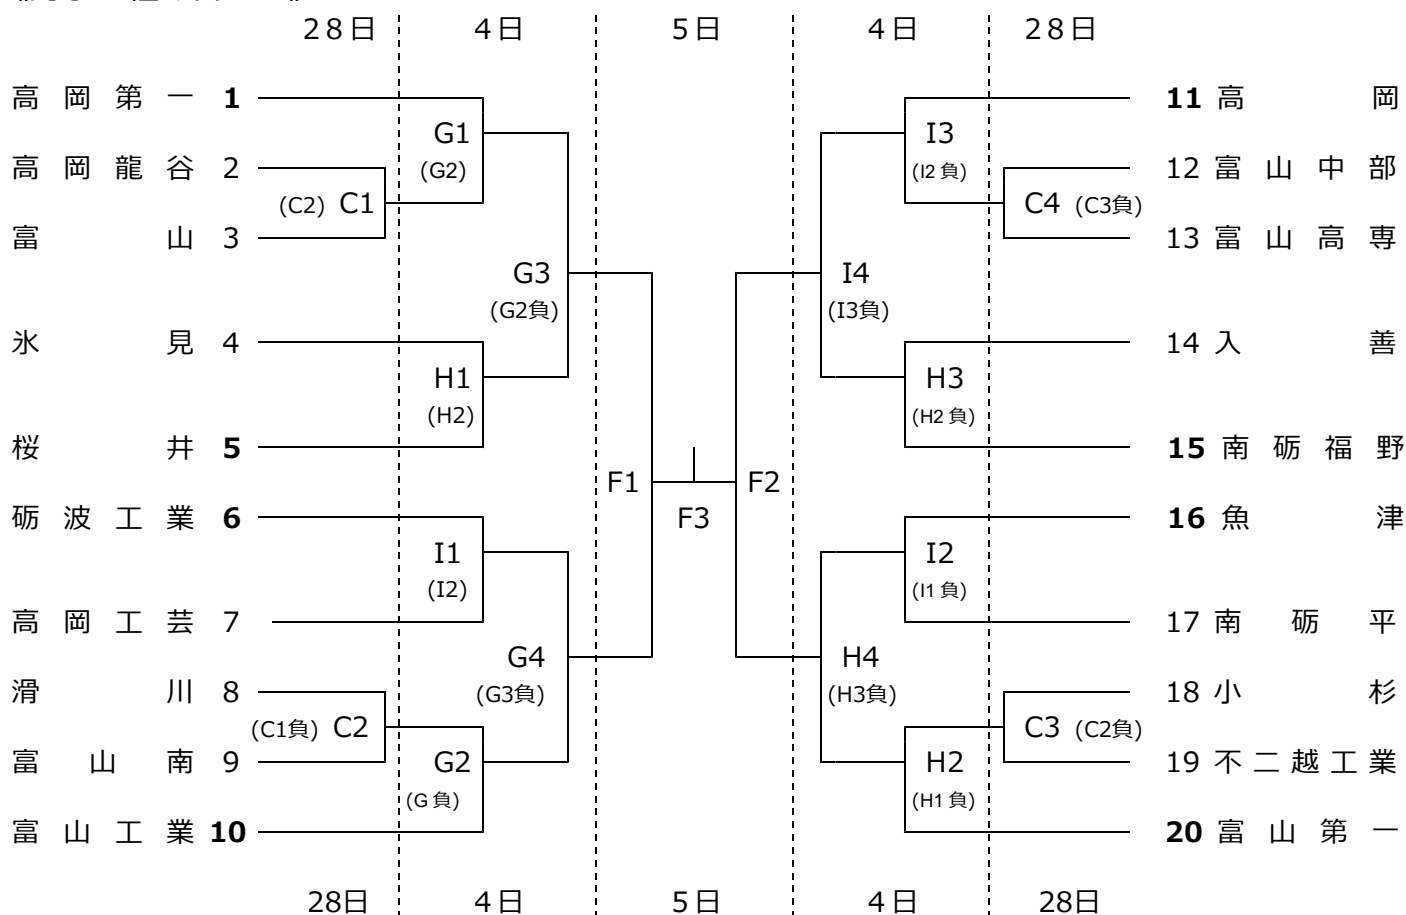 28日 4日 5日 4日 28日
高岡第一 1
11 高岡
G1
I3
高岡龍谷 2
(G2)
(I2 負)
12 富山中部
(C2) C1
C4 (C3負)
富山 3
13 富山高専
G3
I4
(G2負)
(I3負)
氷見 4
14 入善
H1
H3
(H2)
(H2 負)
桜井 5
15 南砺福野
F1
F2
砺波工業 6
F3
16 魚津
I1
I2
(I2)
(I1 負)
高岡工芸 7
17 南砺平
G4
H4
滑川 8
(G3負)
(H3負)
18 小杉
(C1負) C2
C3 (C2負)
富山南 9
G2
H2
19 不二越工業
(G 負)
(H1 負)
富山工業 10
20 富山第一
28日 4日 5日 4日 28日